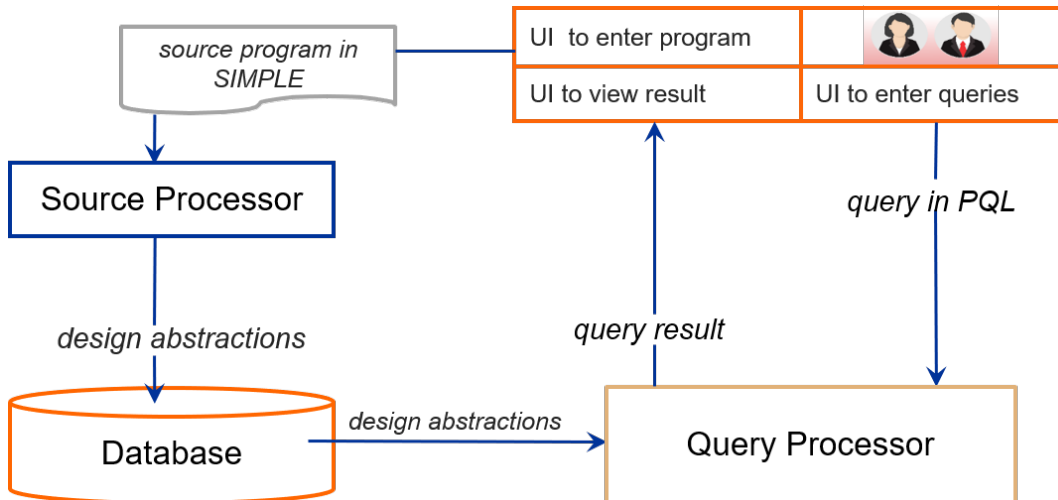 source program in
SIMPLE
UI to enter program
UI to view result
UI to enter queries
Source Processor
query in PQL
design abstractions
query result
design abstractions
Database
Query Processor